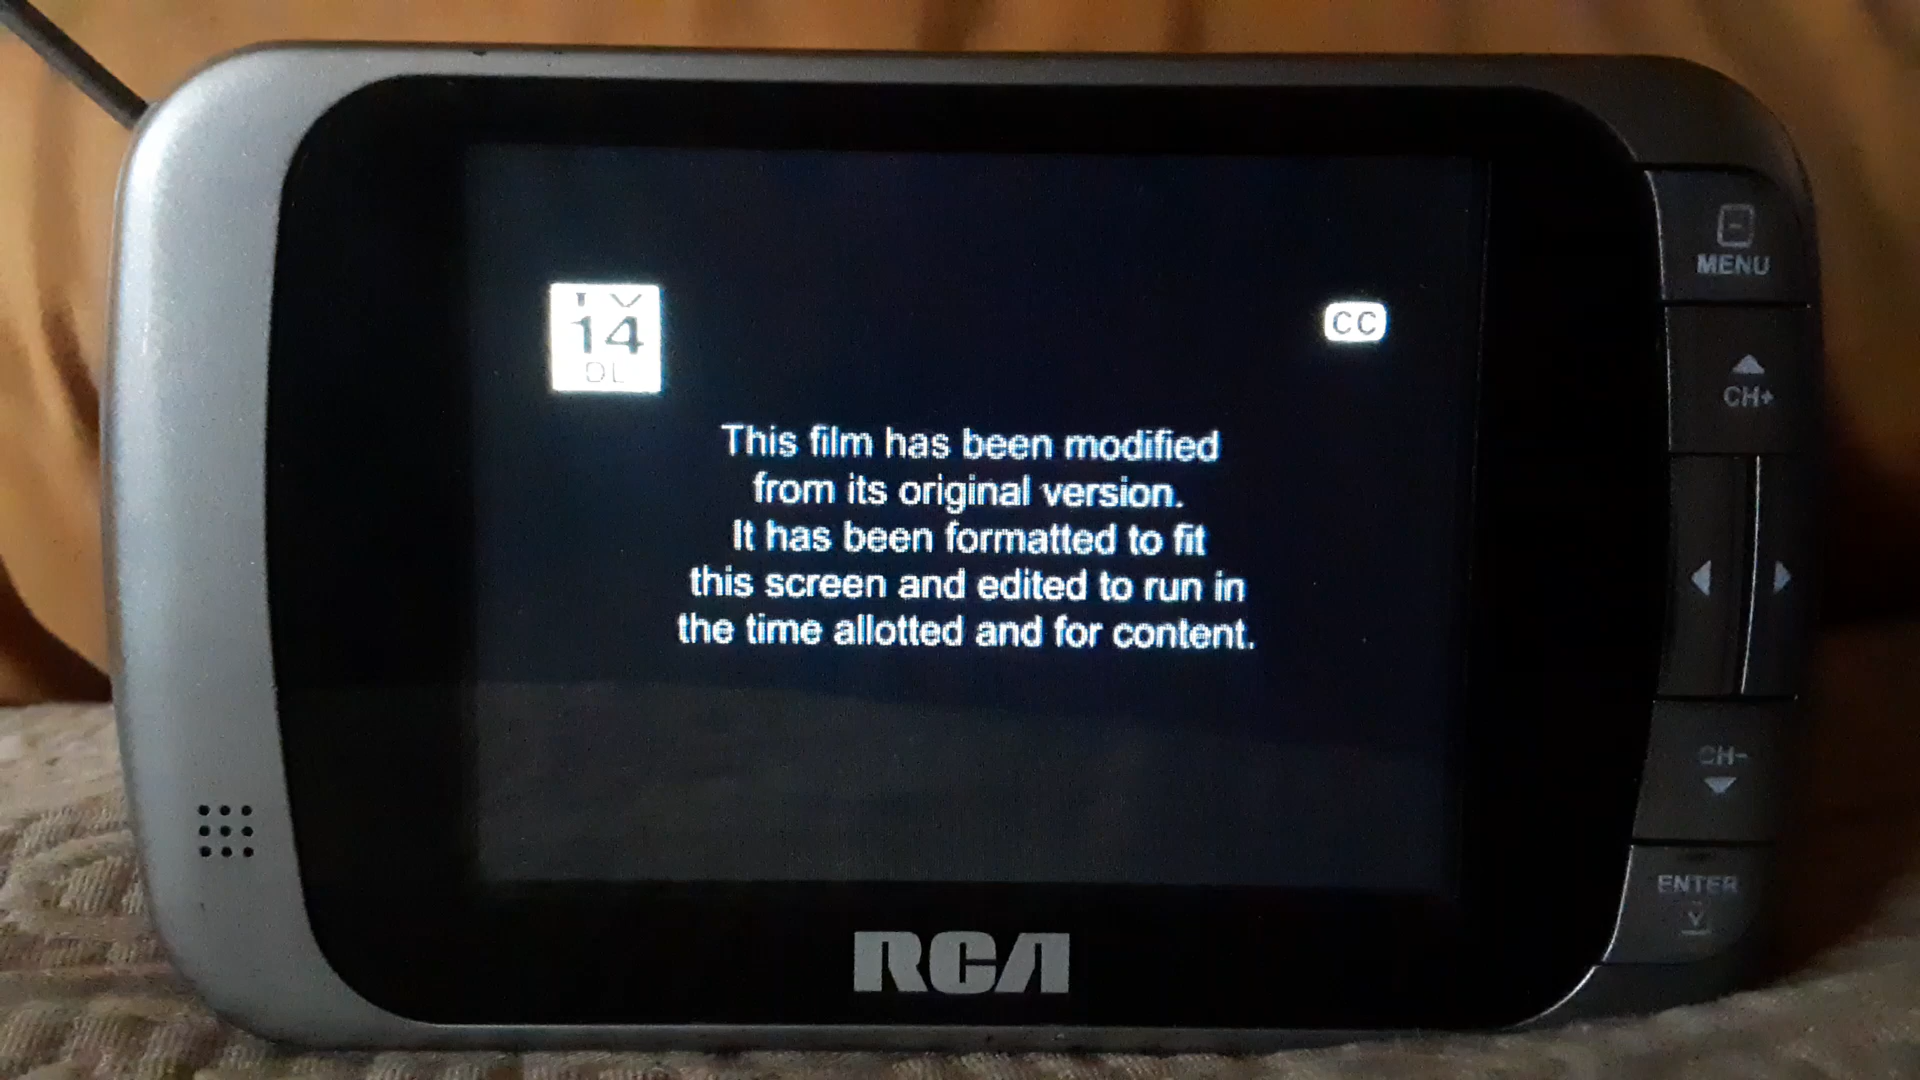 TV
14
DL
CC
This film has been modified
from its original version.
It has been formatted to fit
this screen and edited to run in
the time allotted and for content.
MENU
CH+
CH-
ENTER
RCA